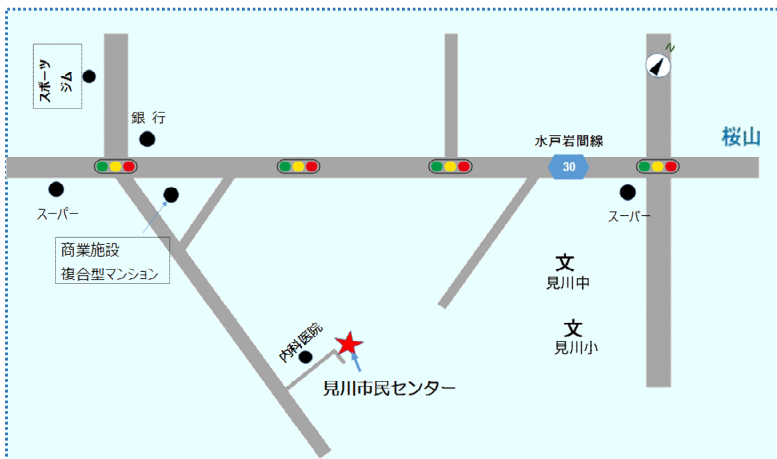 スポーツ
ジム
銀 行
N
水戸岩間線
桜山
30
スーパー
スーパー
商業施設
複合型マンション
文
見川中
文
見川小
内科医院
見川市民センター